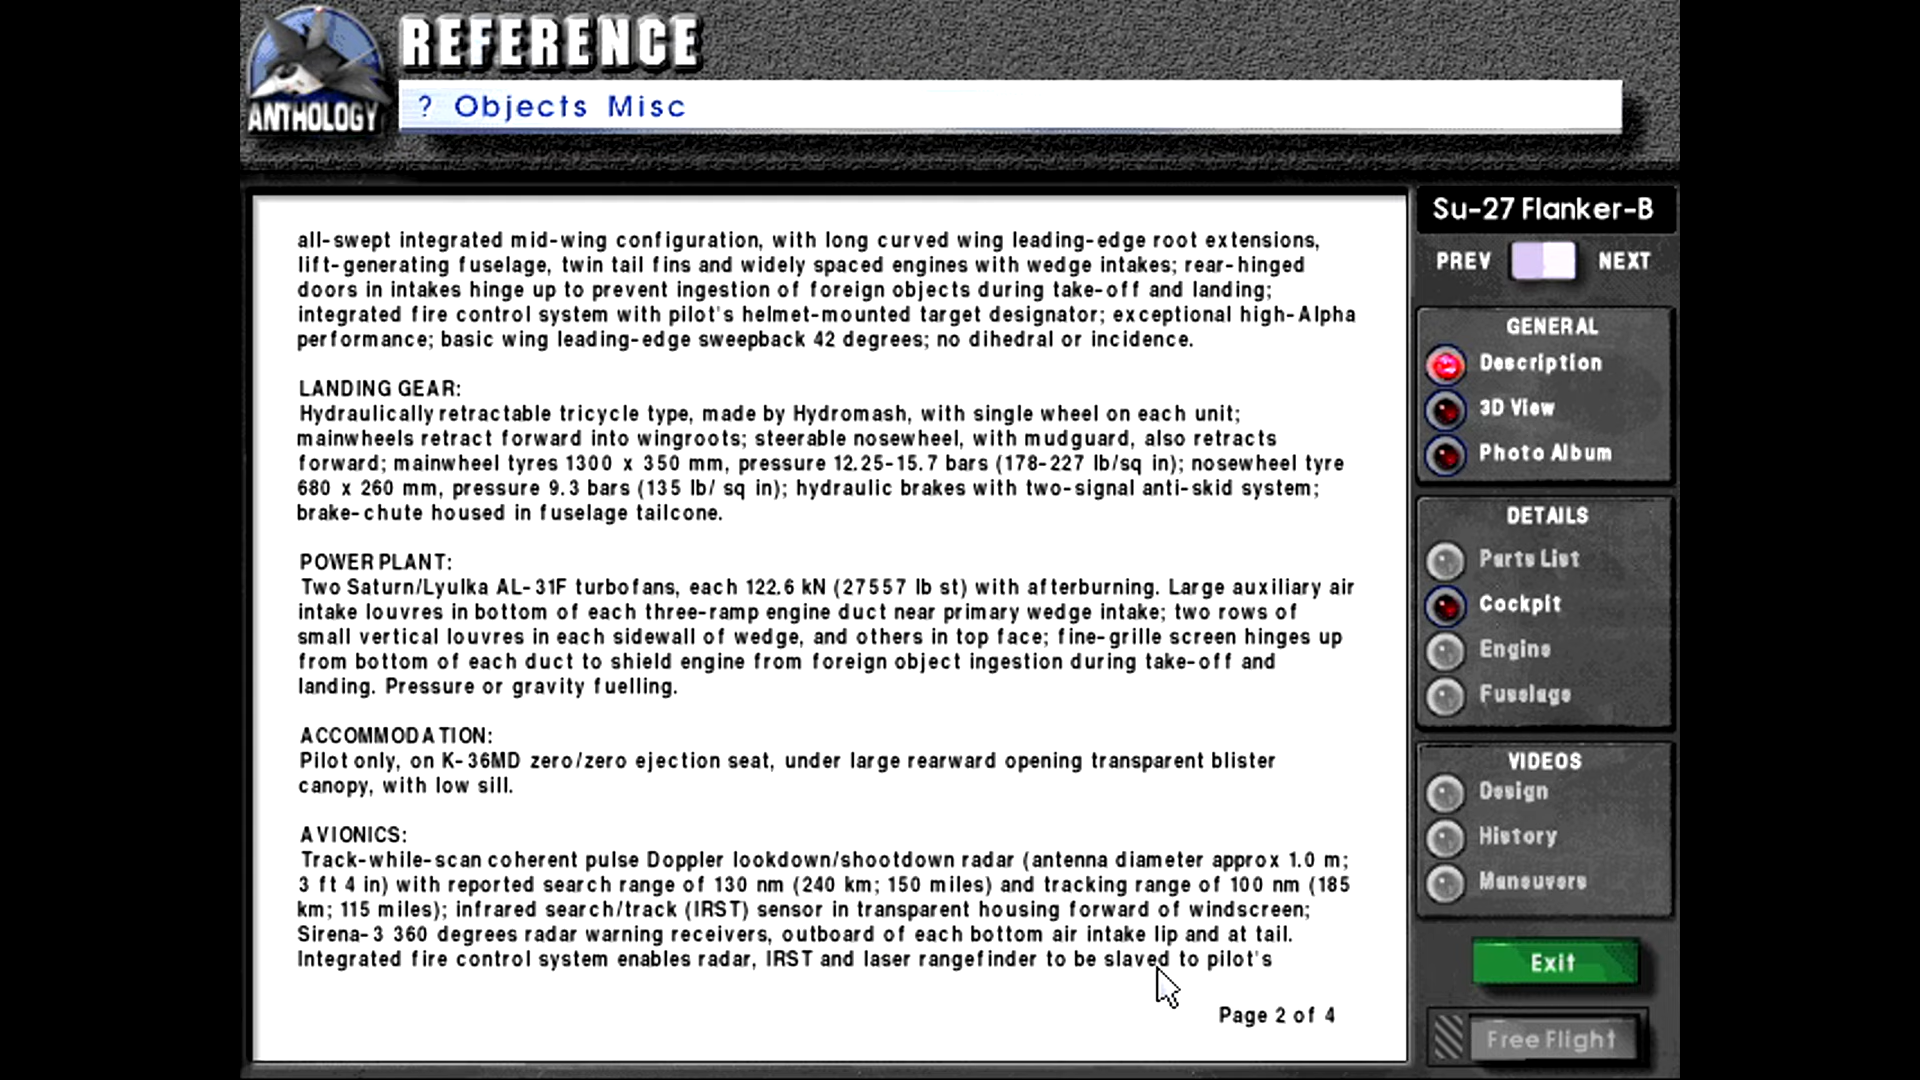 REFERENCE
ANTHOLOGY
? Objects Misc
all-swept integrated mid-wing configuration, with long curved wing leading-edge root extensions,
lift-generating fuselage, twin tail fins and widely spaced engines with wedge intakes; rear-hinged
doors in intakes hinge up to prevent ingestion of foreign objects during take-off and landing;
integrated fire control system with pilot's helmet-mounted target designator; exceptional high-Alpha
performance; basic wing leading-edge sweepback 42 degrees; no dihedral or incidence.
LANDING GEAR:
Hydraulically retractable tricycle type, made by Hydromash, with single wheel on each unit;
mainwheels retract forward into wingroots; steerable nosewheel, with mudguard, also retracts
forward; mainwheel tyres 1300 x 350 mm, pressure 12.25-15.7 bars (178-227 lb/sq in); nosewheel tyre
680 x 260 mm, pressure 9.3 bars (135 lb/ sq in); hydraulic brakes with two-signal anti-skid system;
brake-chute housed in fuselage tailcone.
POWER PLANT:
Two Saturn/Lyulka AL-31F turbofans, each 122.6 kN (27557 lb st) with afterburning. Large auxiliary air
intake louvres in bottom of each three-ramp engine duct near primary wedge intake; two rows of
small vertical louvres in each sidewall of wedge, and others in top face; fine-grille screen hinges up
from bottom of each duct to shield engine from foreign object ingestion during take-off and
landing. Pressure or gravity fuelling.
ACCOMMODATION:
Pilot only, on K-36MD zero/zero ejection seat, under large rearward opening transparent blister
canopy, with low sill.
AVIONICS:
Track-while-scan coherent pulse Doppler lookdown/shootdown radar (antenna diameter approx 1.0 m;
3 ft 4 in) with reported search range of 130 nm (240 km; 150 miles) and tracking range of 100 nm (185
km; 115 miles); infrared search/track (IRST) sensor in transparent housing forward of windscreen;
Sirena-3 360 degrees radar warning receivers, outboard of each bottom air intake lip and at tail.
Integrated fire control system enables radar, IRST and laser rangefinder to be slaved to pilot's
Page 2 of 4
Su-27 Flanker-B
PREV NEXT
GENERAL
Description
3D View
Photo Album
DETAILS
Parts List
Cockpit
Engine
Fuselage
VIDEOS
Design
History
Maneuvers
Exit
Free Flight